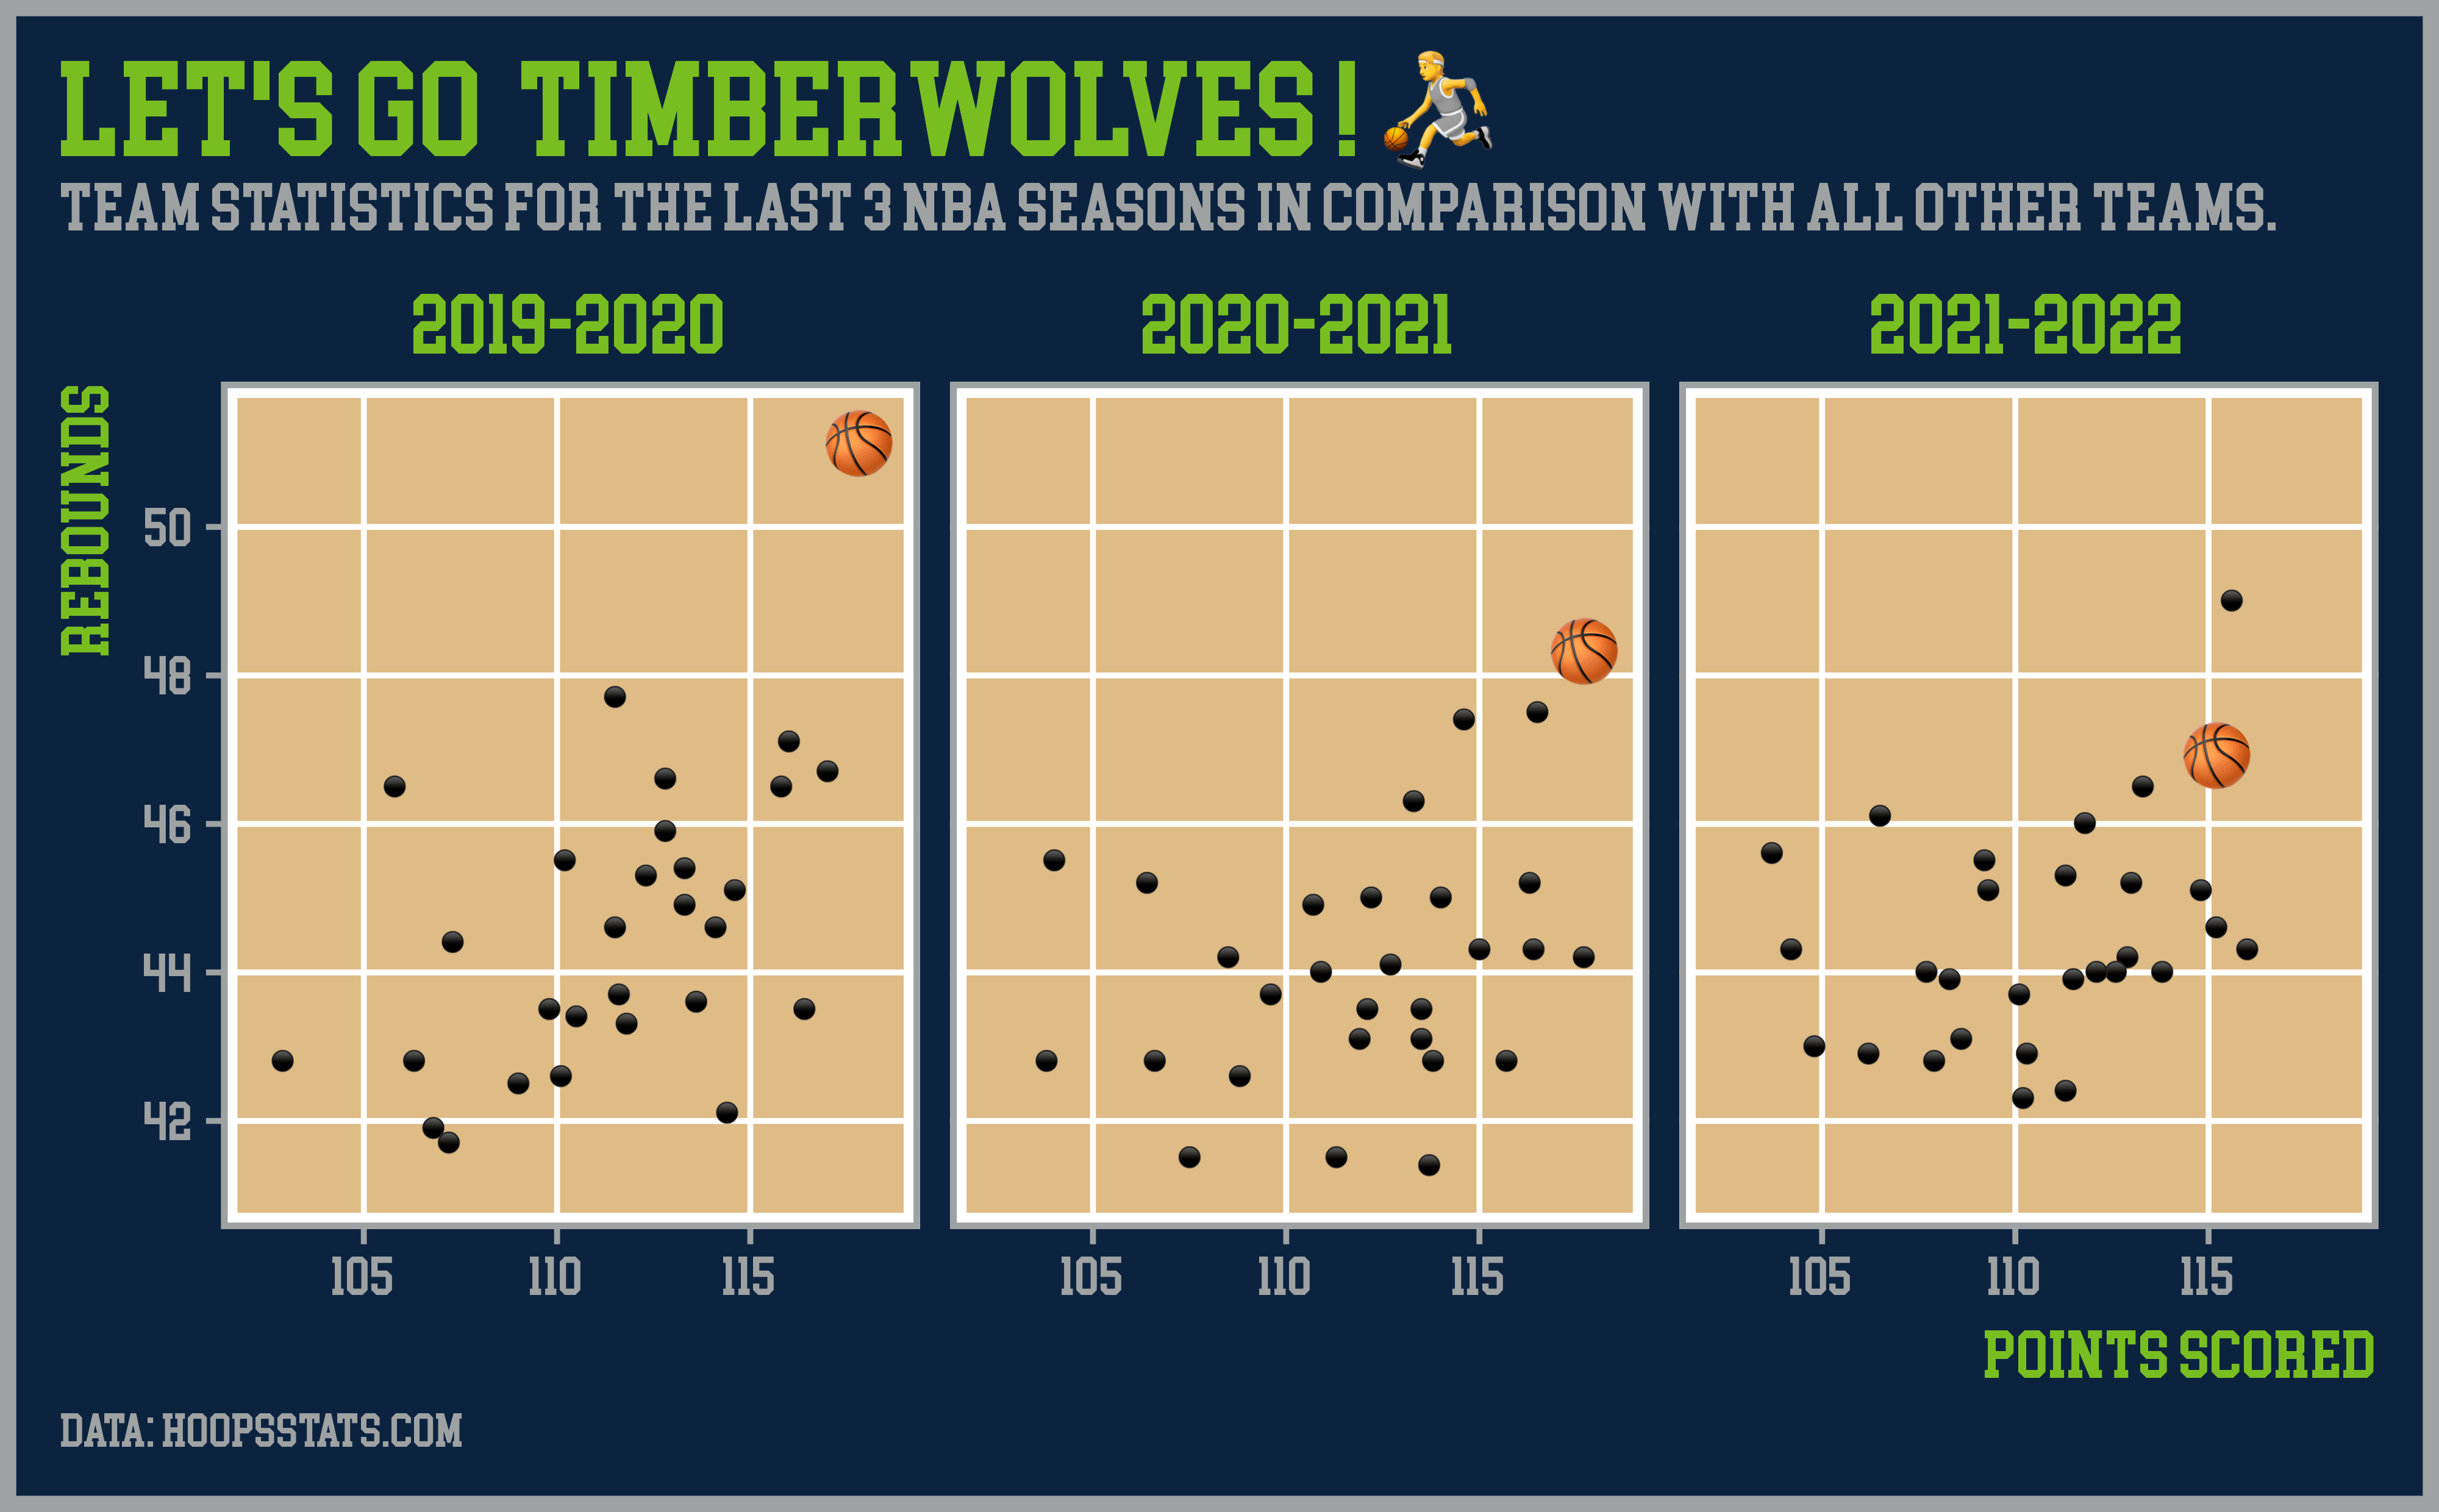 LET'S GO TIMBERWOLVES!
TEAM STATISTICS FOR THE LAST 3 NBA SEASONS IN COMPARISON WITH ALL OTHER TEAMS.
2019-2020 2020-2021 2021-2022
REBOUNDS
50
48
46
44
42
105 110 115 105 110 115 105 110 115
POINTS SCORED
DATA: HOOPSSTATS.COM